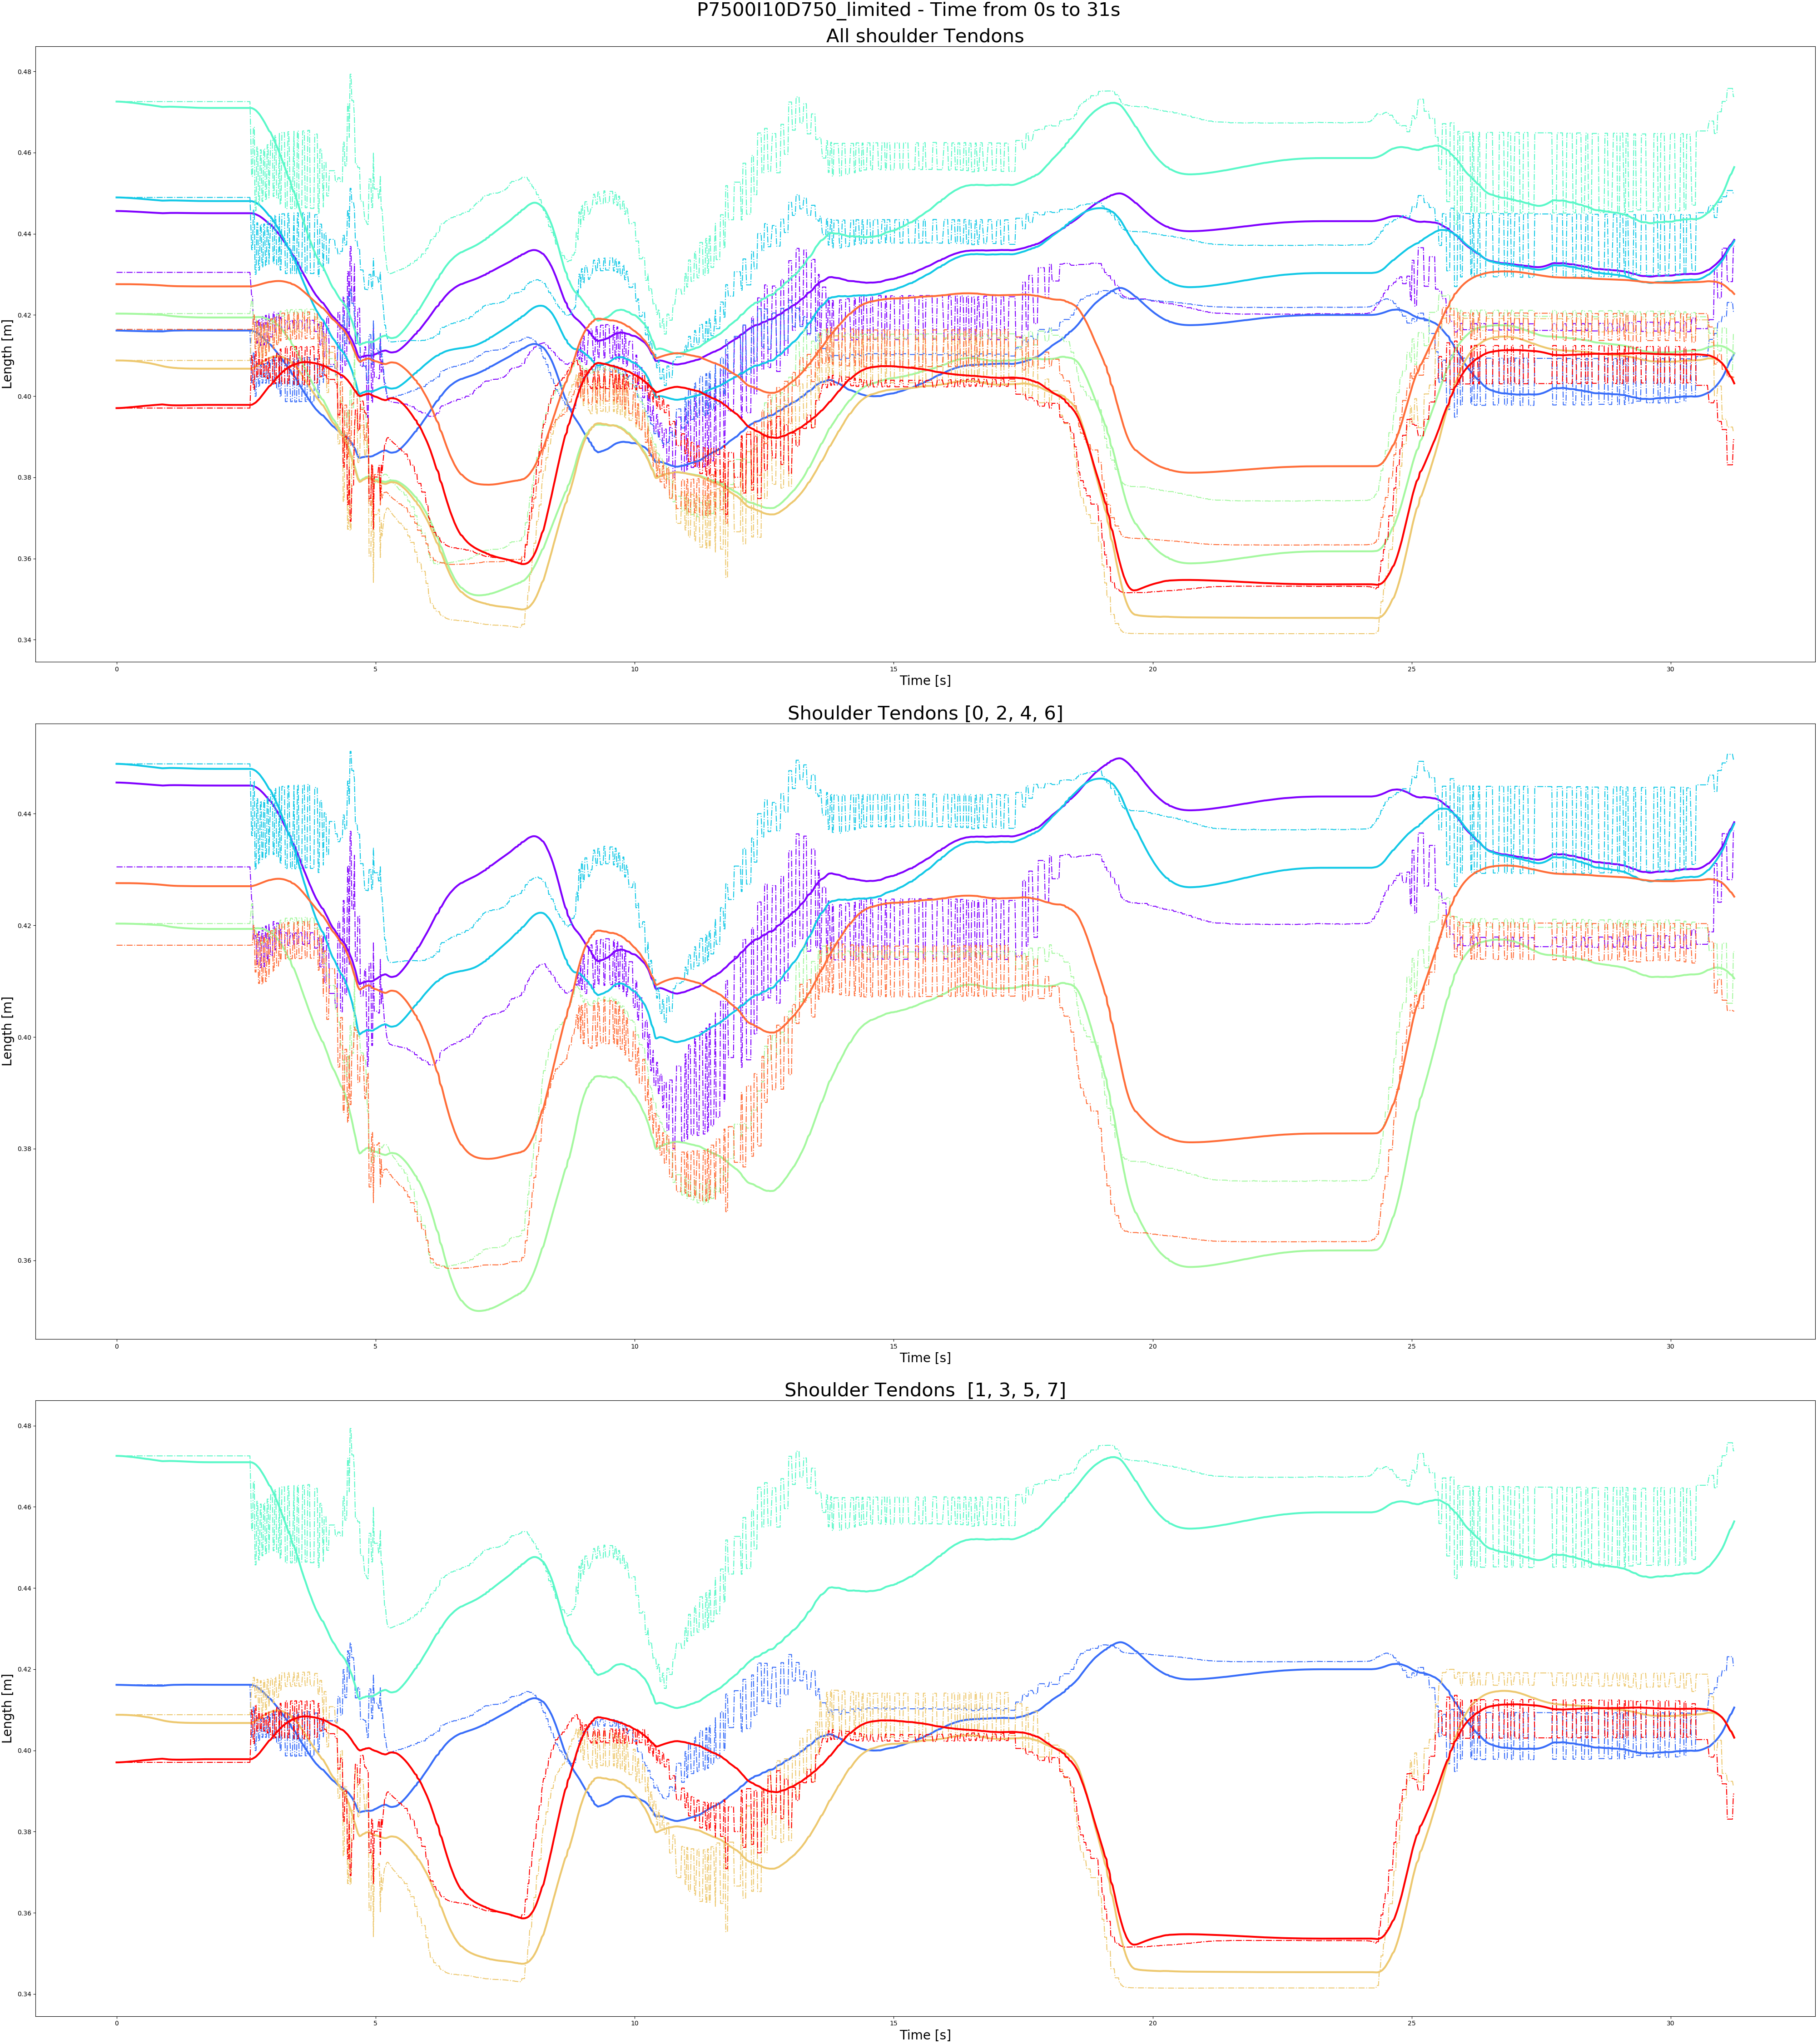 P7500I10D750_limited - Time from 0s to 31s
All shoulder Tendons
0.48
0.46
0.44
0.42
0.40
0.38
0.36
0.34
Length [m]
0 5 10 15 20 25 30
Time [s]
Shoulder Tendons [0, 2, 4, 6]
0.44
0.42
0.40
0.38
0.36
Length [m]
0 5 10 15 20 25 30
Time [s]
Shoulder Tendons  [1, 3, 5, 7]
0.48
0.46
0.44
0.42
0.40
0.38
0.36
0.34
Length [m]
0 5 10 15 20 25 30
Time [s]